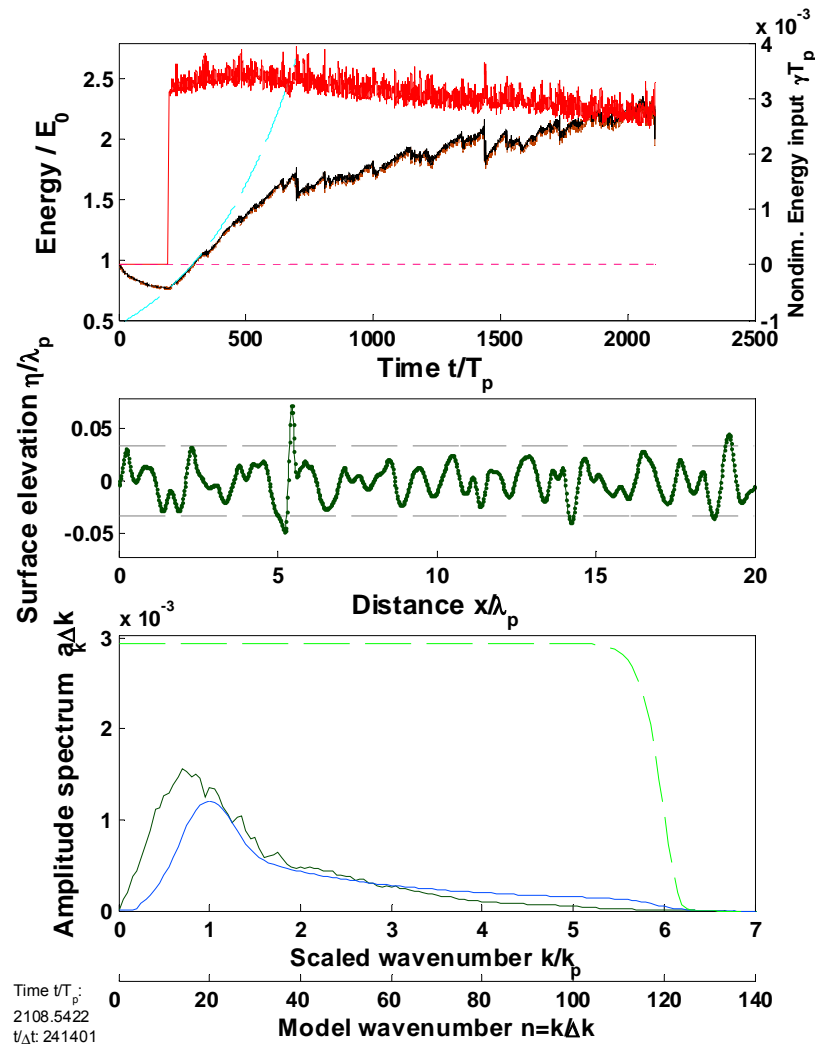 x 10^-3
Energy / E_0
2.5
2
1.5
1
0.5
4
3
2
1
0
-1
Nondim. Energy input γT_p
0 500 1000 1500 2000 2500
Time t/T_p
Surface elevation η/λ_p
0.05
0
-0.05
0 5 10 15 20
Distance x/λ_p
x 10^-3
Amplitude spectrum a_kΔk
3
2
1
0
0 1 2 3 4 5 6 7
Scaled wavenumber k/k_p
0 20 40 60 80 100 120 140
Model wavenumber n=k/Δk
Time t/T_p:
2108.5422
t/Δt: 241401